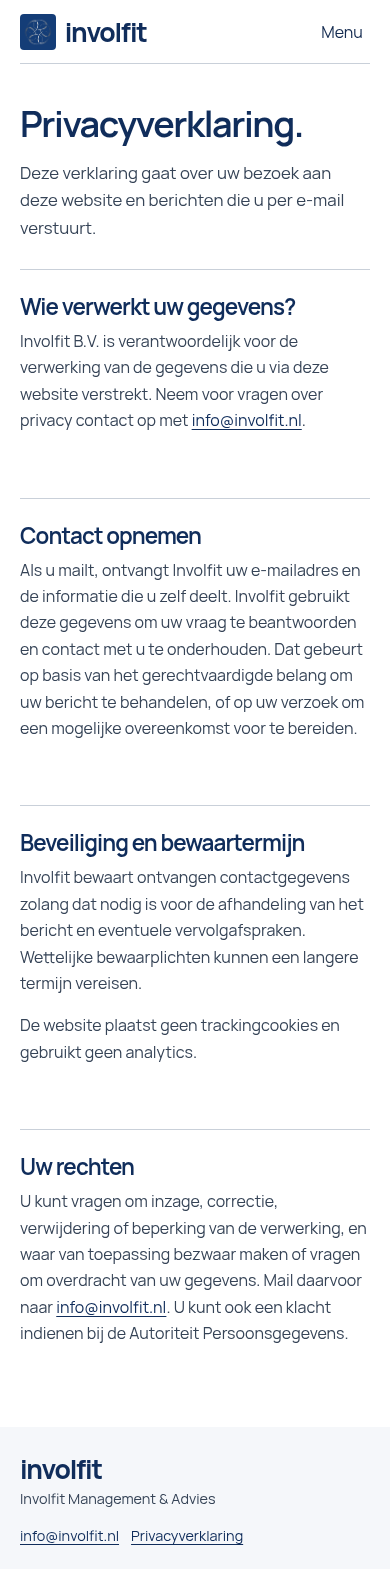 involfit
Menu
Privacyverklaring.
Deze verklaring gaat over uw bezoek aan
deze website en berichten die u per e-mail
verstuurt.
Wie verwerkt uw gegevens?
Involfit B.V. is verantwoordelijk voor de
verwerking van de gegevens die u via deze
website verstrekt. Neem voor vragen over
privacy contact op met info@involfit.nl.
Contact opnemen
Als u mailt, ontvangt Involfit uw e-mailadres en
de informatie die u zelf deelt. Involfit gebruikt
deze gegevens om uw vraag te beantwoorden
en contact met u te onderhouden. Dat gebeurt
op basis van het gerechtvaardigde belang om
uw bericht te behandelen, of op uw verzoek om
een mogelijke overeenkomst voor te bereiden.
Beveiliging en bewaartermijn
Involfit bewaart ontvangen contactgegevens
zolang dat nodig is voor de afhandeling van het
bericht en eventuele vervolgafspraken.
Wettelijke bewaarplichten kunnen een langere
termijn vereisen.
De website plaatst geen trackingcookies en
gebruikt geen analytics.
Uw rechten
U kunt vragen om inzage, correctie,
verwijdering of beperking van de verwerking, en
waar van toepassing bezwaar maken of vragen
om overdracht van uw gegevens. Mail daarvoor
naar info@involfit.nl. U kunt ook een klacht
indienen bij de Autoriteit Persoonsgegevens.
involfit
Involfit Management & Advies
info@involfit.nl Privacyverklaring